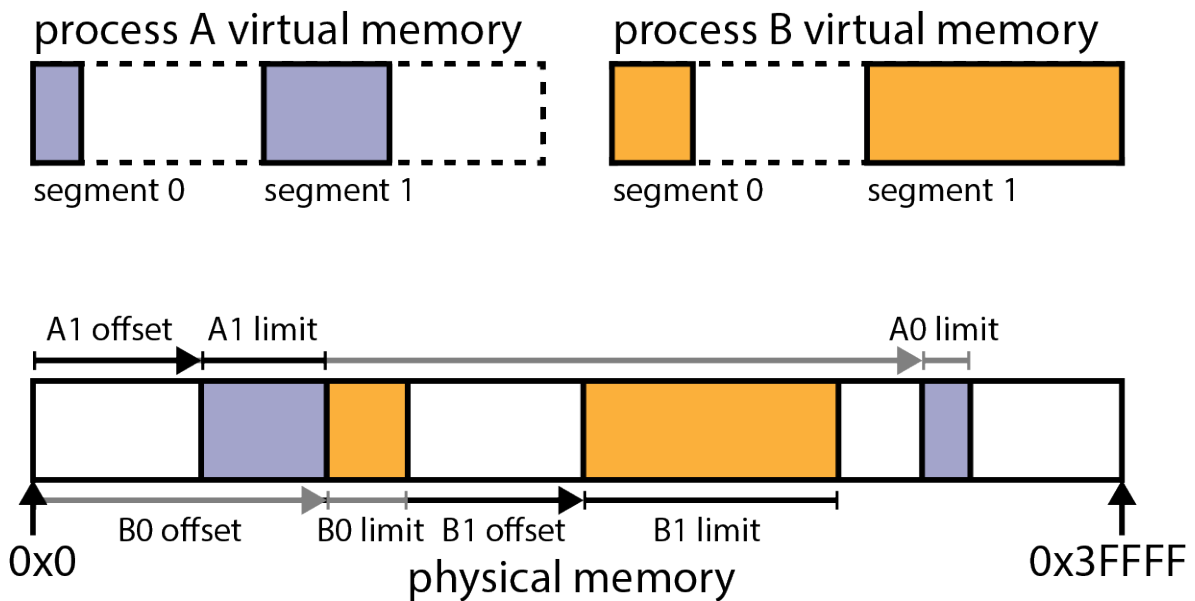 process A virtual memory
process B virtual memory
segment 0
segment 1
segment 0
segment 1
A1 offset
A1 limit
A0 limit
B0 offset
B0 limit
B1 offset
B1 limit
0x0
physical memory
0x3FFFF